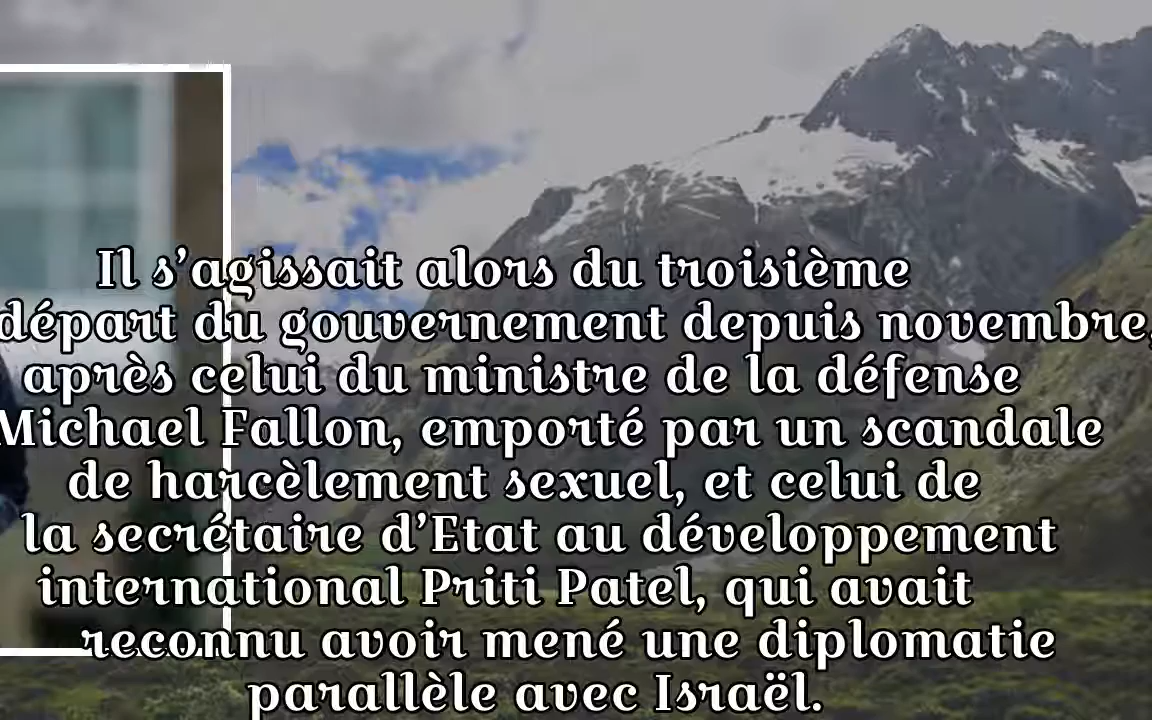 Il s’agissait alors du troisième
départ du gouvernement depuis novembre,
après celui du ministre de la défense
Michael Fallon, emporté par un scandale
de harcèlement sexuel, et celui de
la secrétaire d’Etat au développement
international Priti Patel, qui avait
reconnu avoir mené une diplomatie
parallèle avec Israël.